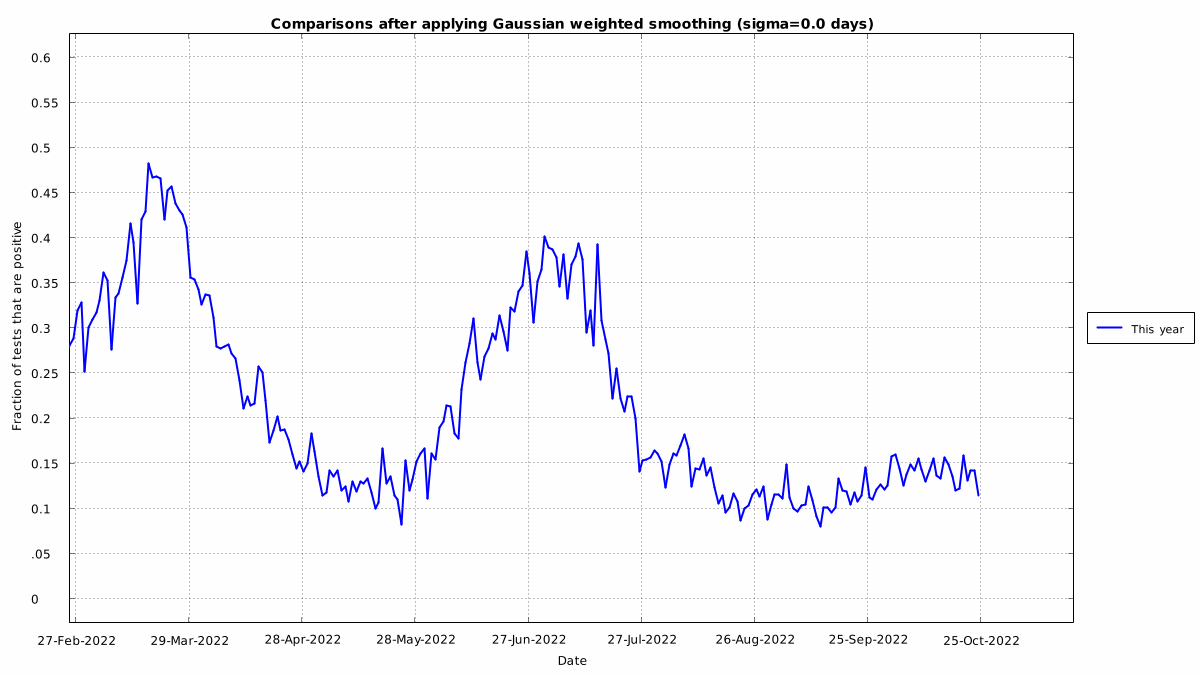 Comparisons after applying Gaussian weighted smoothing (sigma=0.0 days)
0.6
0.55
0.5
0.45
0.4
0.35
0.3
0.25
0.2
0.15
0.1
.05
0
Fraction of tests that are positive
27-Feb-2022 29-Mar-2022 28-Apr-2022 28-May-2022 27-Jun-2022 27-Jul-2022 26-Aug-2022 25-Sep-2022 25-Oct-2022
Date
This year